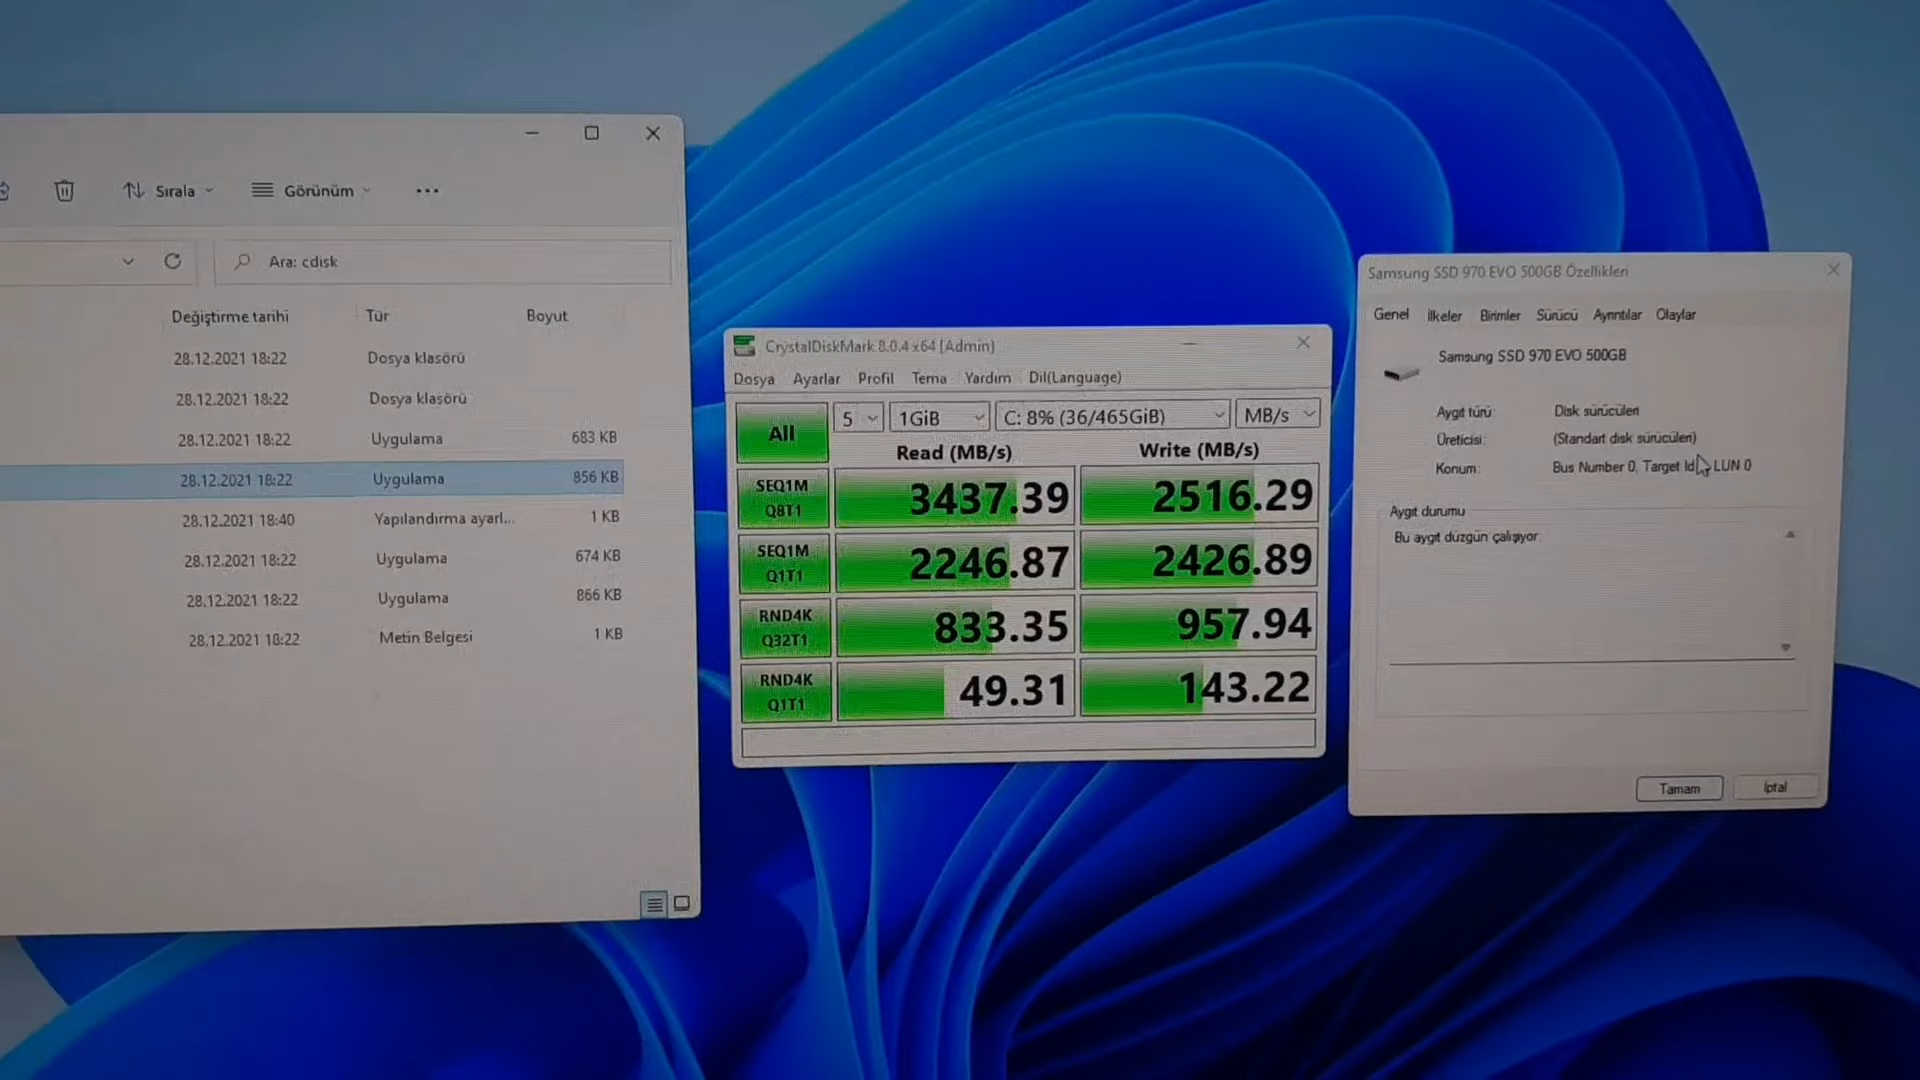 Sırala
Görünüm
Ara: cdisk
Değiştirme tarihi Tür Boyut
28.12.2021 18:22 Dosya klasörü
28.12.2021 18:22 Dosya klasörü
28.12.2021 18:22 Uygulama 683 KB
28.12.2021 18:22 Uygulama 856 KB
28.12.2021 18:40 Yapılandırma ayarl... 1 KB
28.12.2021 18:22 Uygulama 674 KB
28.12.2021 18:22 Uygulama 866 KB
28.12.2021 18:22 Metin Belgesi 1 KB
CrystalDiskMark 8.0.4 x64 [Admin]
Dosya Ayarlar Profil Tema Yardım Dil(Language)
All 5 1GiB C: 8% (36/465GiB) MB/s
Read (MB/s) Write (MB/s)
SEQ1M Q8T1 3437.39 2516.29
SEQ1M Q1T1 2246.87 2426.89
RND4K Q32T1 833.35 957.94
RND4K Q1T1 49.31 143.22
Samsung SSD 970 EVO 500GB Özellikleri
Genel İlkeler Birimler Sürücü Ayrıntılar Olaylar
Samsung SSD 970 EVO 500GB
Aygıt türü: Disk sürücüleri
Üreticisi: (Standart disk sürücüleri)
Konum: Bus Number 0, Target Id LUN 0
Aygıt durumu
Bu aygıt düzgün çalışıyor.
Tamam İptal